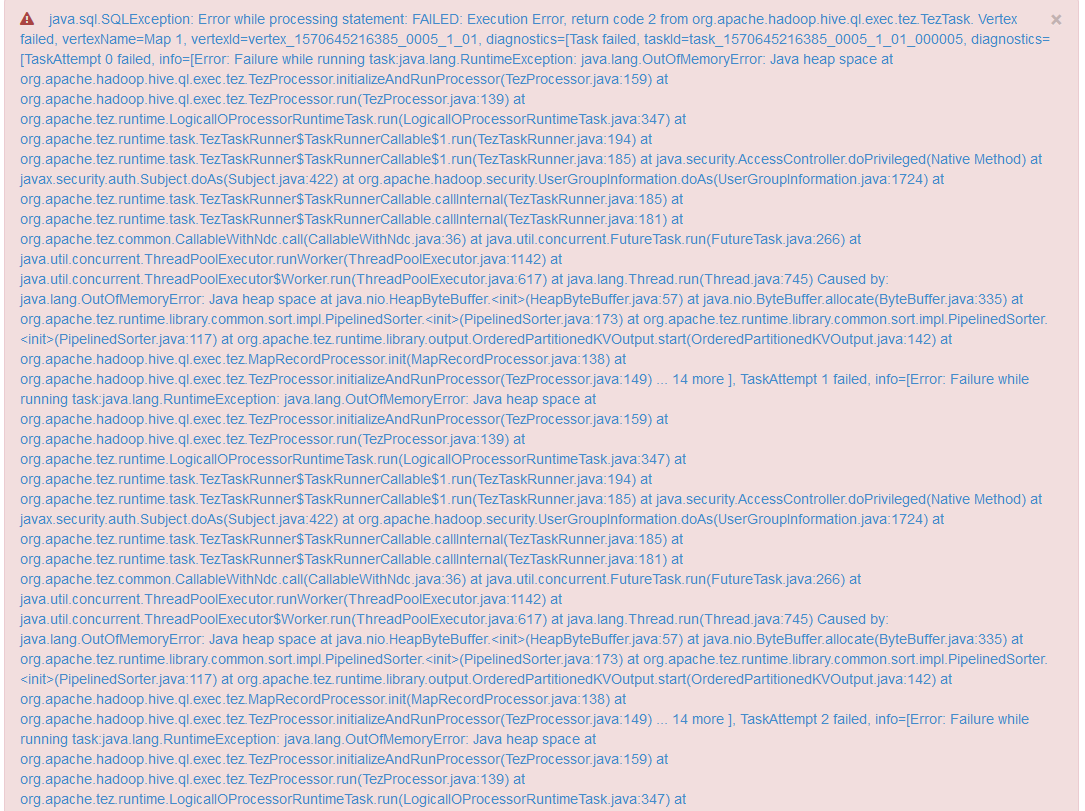 java.sql.SQLException: Error while processing statement: FAILED: Execution Error, return code 2 from org.apache.hadoop.hive.ql.exec.tez.TezTask. Vertex ×
failed, vertexName=Map 1, vertexId=vertex_1570645216385_0005_1_01, diagnostics=[Task failed, taskId=task_1570645216385_0005_1_01_000005, diagnostics=
[TaskAttempt 0 failed, info=[Error: Failure while running task:java.lang.RuntimeException: java.lang.OutOfMemoryError: Java heap space at
org.apache.hadoop.hive.ql.exec.tez.TezProcessor.initializeAndRunProcessor(TezProcessor.java:159) at
org.apache.hadoop.hive.ql.exec.tez.TezProcessor.run(TezProcessor.java:139) at
org.apache.tez.runtime.LogicalIOProcessorRuntimeTask.run(LogicalIOProcessorRuntimeTask.java:347) at
org.apache.tez.runtime.task.TezTaskRunner$TaskRunnerCallable$1.run(TezTaskRunner.java:194) at
org.apache.tez.runtime.task.TezTaskRunner$TaskRunnerCallable$1.run(TezTaskRunner.java:185) at java.security.AccessController.doPrivileged(Native Method) at
javax.security.auth.Subject.doAs(Subject.java:422) at org.apache.hadoop.security.UserGroupInformation.doAs(UserGroupInformation.java:1724) at
org.apache.tez.runtime.task.TezTaskRunner$TaskRunnerCallable.callInternal(TezTaskRunner.java:185) at
org.apache.tez.runtime.task.TezTaskRunner$TaskRunnerCallable.callInternal(TezTaskRunner.java:181) at
org.apache.tez.common.CallableWithNdc.call(CallableWithNdc.java:36) at java.util.concurrent.FutureTask.run(FutureTask.java:266) at
java.util.concurrent.ThreadPoolExecutor.runWorker(ThreadPoolExecutor.java:1142) at
java.util.concurrent.ThreadPoolExecutor$Worker.run(ThreadPoolExecutor.java:617) at java.lang.Thread.run(Thread.java:745) Caused by:
java.lang.OutOfMemoryError: Java heap space at java.nio.HeapByteBuffer.<init>(HeapByteBuffer.java:57) at java.nio.ByteBuffer.allocate(ByteBuffer.java:335) at
org.apache.tez.runtime.library.common.sort.impl.PipelinedSorter.<init>(PipelinedSorter.java:173) at org.apache.tez.runtime.library.common.sort.impl.PipelinedSorter.
<init>(PipelinedSorter.java:117) at org.apache.tez.runtime.library.output.OrderedPartitionedKVOutput.start(OrderedPartitionedKVOutput.java:142) at
org.apache.hadoop.hive.ql.exec.tez.MapRecordProcessor.init(MapRecordProcessor.java:138) at
org.apache.hadoop.hive.ql.exec.tez.TezProcessor.initializeAndRunProcessor(TezProcessor.java:149) ... 14 more ], TaskAttempt 1 failed, info=[Error: Failure while
running task:java.lang.RuntimeException: java.lang.OutOfMemoryError: Java heap space at
org.apache.hadoop.hive.ql.exec.tez.TezProcessor.initializeAndRunProcessor(TezProcessor.java:159) at
org.apache.hadoop.hive.ql.exec.tez.TezProcessor.run(TezProcessor.java:139) at
org.apache.tez.runtime.LogicalIOProcessorRuntimeTask.run(LogicalIOProcessorRuntimeTask.java:347) at
org.apache.tez.runtime.task.TezTaskRunner$TaskRunnerCallable$1.run(TezTaskRunner.java:194) at
org.apache.tez.runtime.task.TezTaskRunner$TaskRunnerCallable$1.run(TezTaskRunner.java:185) at java.security.AccessController.doPrivileged(Native Method) at
javax.security.auth.Subject.doAs(Subject.java:422) at org.apache.hadoop.security.UserGroupInformation.doAs(UserGroupInformation.java:1724) at
org.apache.tez.runtime.task.TezTaskRunner$TaskRunnerCallable.callInternal(TezTaskRunner.java:185) at
org.apache.tez.runtime.task.TezTaskRunner$TaskRunnerCallable.callInternal(TezTaskRunner.java:181) at
org.apache.tez.common.CallableWithNdc.call(CallableWithNdc.java:36) at java.util.concurrent.FutureTask.run(FutureTask.java:266) at
java.util.concurrent.ThreadPoolExecutor.runWorker(ThreadPoolExecutor.java:1142) at
java.util.concurrent.ThreadPoolExecutor$Worker.run(ThreadPoolExecutor.java:617) at java.lang.Thread.run(Thread.java:745) Caused by:
java.lang.OutOfMemoryError: Java heap space at java.nio.HeapByteBuffer.<init>(HeapByteBuffer.java:57) at java.nio.ByteBuffer.allocate(ByteBuffer.java:335) at
org.apache.tez.runtime.library.common.sort.impl.PipelinedSorter.<init>(PipelinedSorter.java:173) at org.apache.tez.runtime.library.common.sort.impl.PipelinedSorter.
<init>(PipelinedSorter.java:117) at org.apache.tez.runtime.library.output.OrderedPartitionedKVOutput.start(OrderedPartitionedKVOutput.java:142) at
org.apache.hadoop.hive.ql.exec.tez.MapRecordProcessor.init(MapRecordProcessor.java:138) at
org.apache.hadoop.hive.ql.exec.tez.TezProcessor.initializeAndRunProcessor(TezProcessor.java:149) ... 14 more ], TaskAttempt 2 failed, info=[Error: Failure while
running task:java.lang.RuntimeException: java.lang.OutOfMemoryError: Java heap space at
org.apache.hadoop.hive.ql.exec.tez.TezProcessor.initializeAndRunProcessor(TezProcessor.java:159) at
org.apache.hadoop.hive.ql.exec.tez.TezProcessor.run(TezProcessor.java:139) at
org.apache.tez.runtime.LogicalIOProcessorRuntimeTask.run(LogicalIOProcessorRuntimeTask.java:347) at